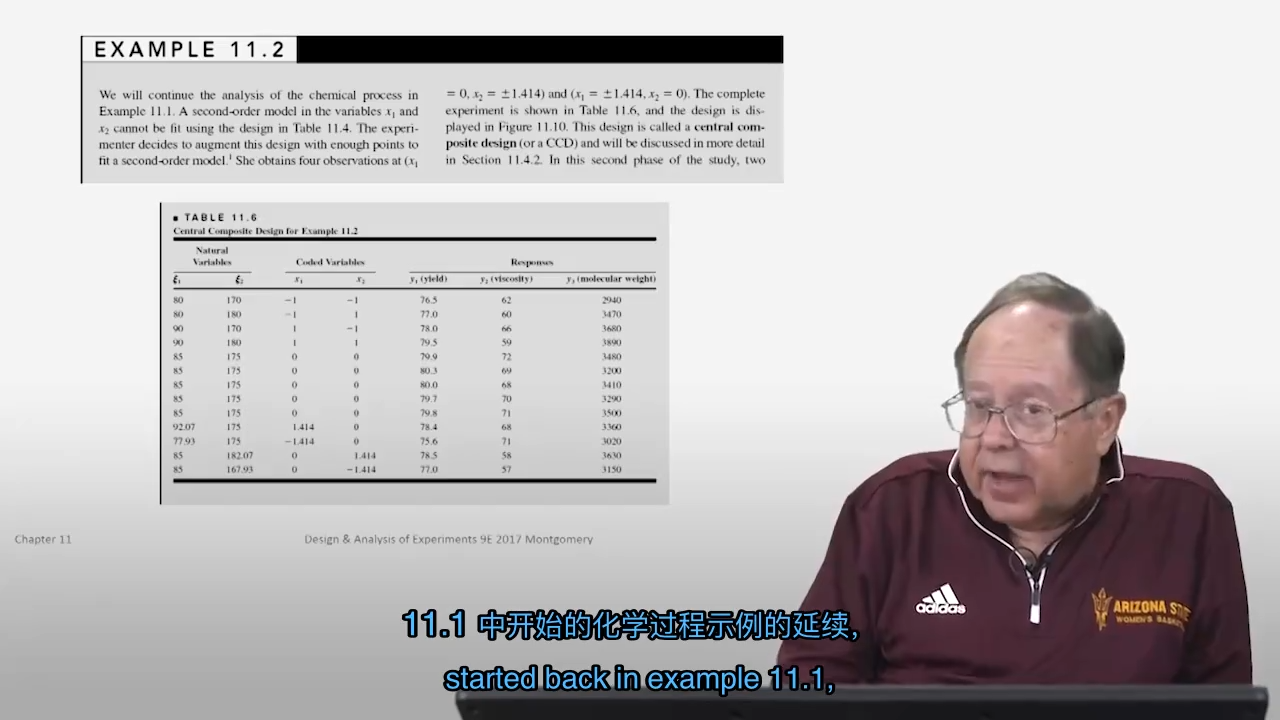 EXAMPLE 11.2
We will continue the analysis of the chemical process in
Example 11.1. A second-order model in the variables x₁ and
x₂ cannot be fit using the design in Table 11.4. The experi-
menter decides to augment this design with enough points to
fit a second-order model.¹ She obtains four observations at (x₁
= 0, x₂ = ±1.414) and (x₁ = ±1.414, x₂ = 0). The complete
experiment is shown in Table 11.6, and the design is dis-
played in Figure 11.10. This design is called a central com-
posite design (or a CCD) and will be discussed in more detail
in Section 11.4.2. In this second phase of the study, two
■ TABLE 11.6
Central Composite Design for Example 11.2
Natural
Variables Coded Variables Responses
ξ₁ ξ₂ x₁ x₂ y₁ (yield) y₂ (viscosity) y₃ (molecular weight)
80 170 −1 −1 76.5 62 2940
80 180 −1 1 77.0 60 3470
90 170 1 −1 78.0 66 3680
90 180 1 1 79.5 59 3890
85 175 0 0 79.9 72 3480
85 175 0 0 80.3 69 3200
85 175 0 0 80.0 68 3410
85 175 0 0 79.7 70 3290
85 175 0 0 79.8 71 3500
92.07 175 1.414 0 78.4 68 3360
77.93 175 −1.414 0 75.6 71 3020
85 182.07 0 1.414 78.5 58 3630
85 167.93 0 −1.414 77.0 57 3150
Chapter 11
Design & Analysis of Experiments 9E 2017 Montgomery
adidas
ARIZONA ST
WOMEN'S
11.1 中开始的化学过程示例的延续,
started back in example 11.1,